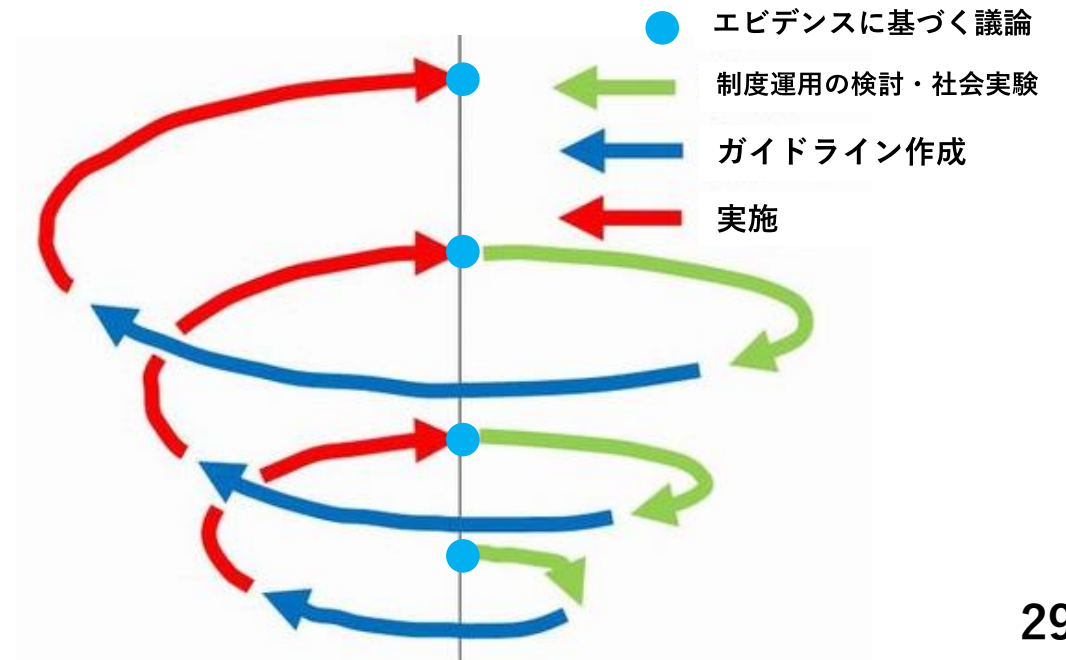 エビデンスに基づく議論
制度運用の検討・社会実験
ガイドライン作成
実施
29